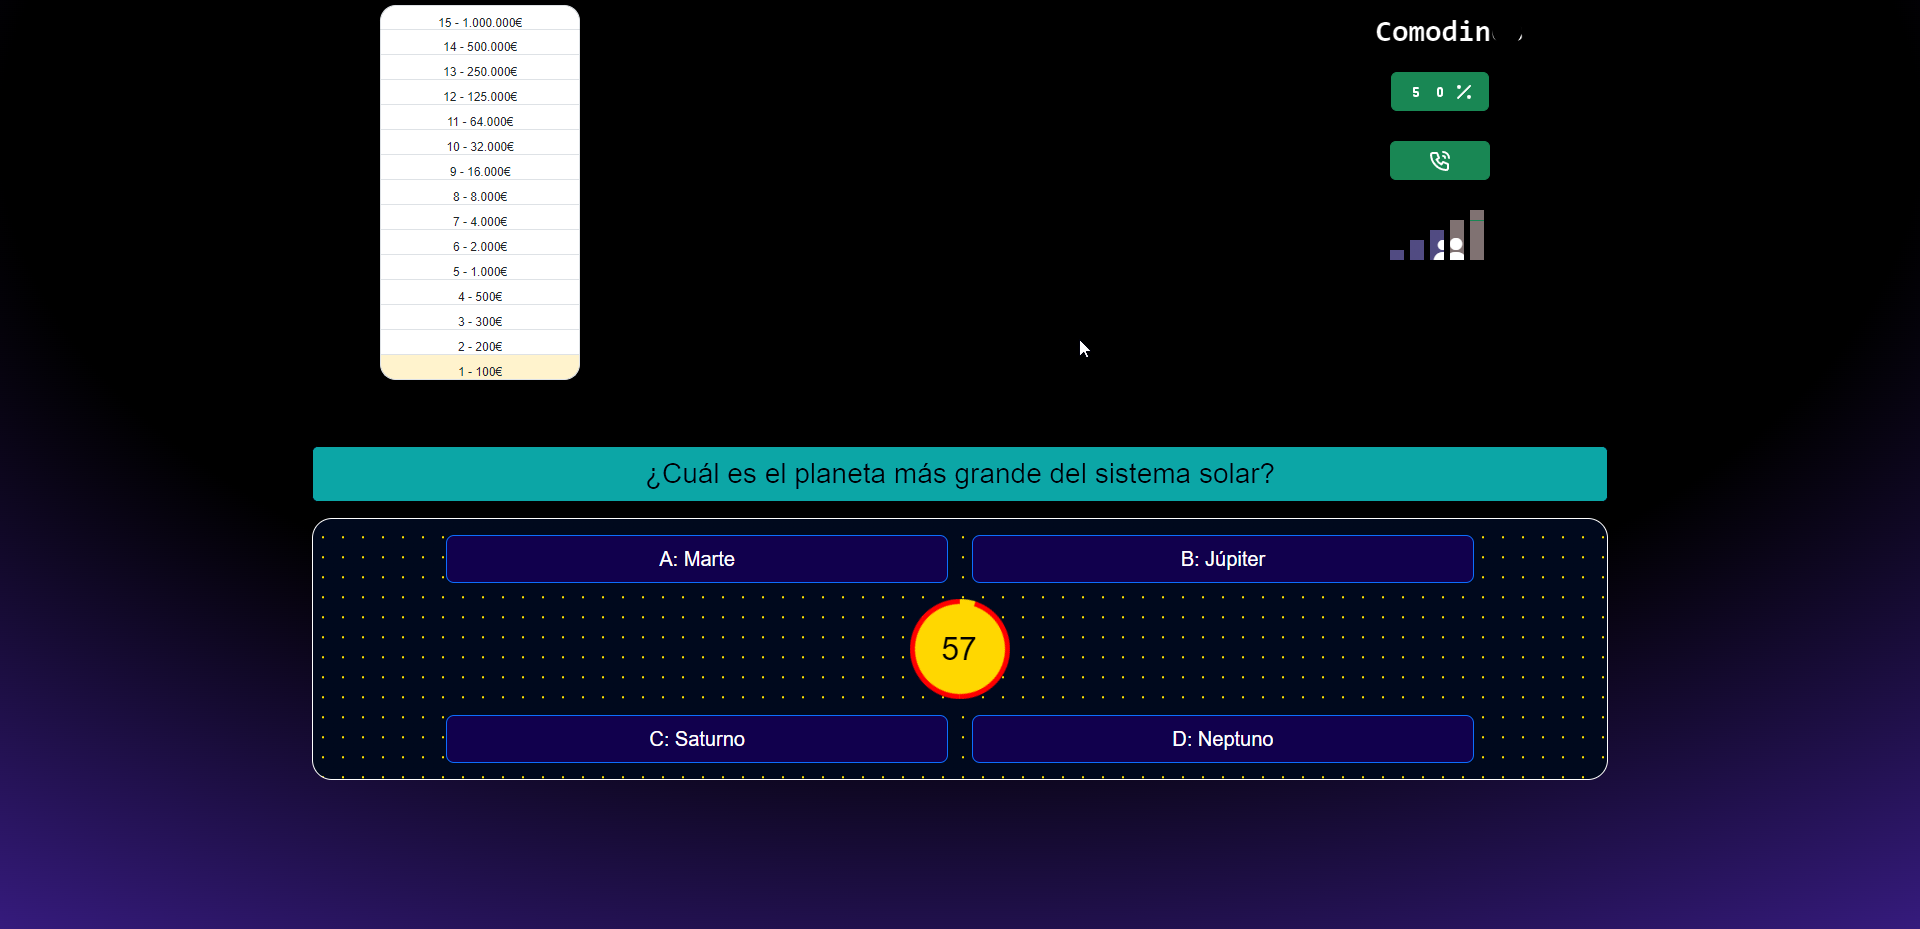 15 - 1.000.000€
14 - 500.000€
13 - 250.000€
12 - 125.000€
11 - 64.000€
10 - 32.000€
9 - 16.000€
8 - 8.000€
7 - 4.000€
6 - 2.000€
5 - 1.000€
4 - 500€
3 - 300€
2 - 200€
1 - 100€
Comodin
5 0 %
¿Cuál es el planeta más grande del sistema solar?
A: Marte
B: Júpiter
57
C: Saturno
D: Neptuno